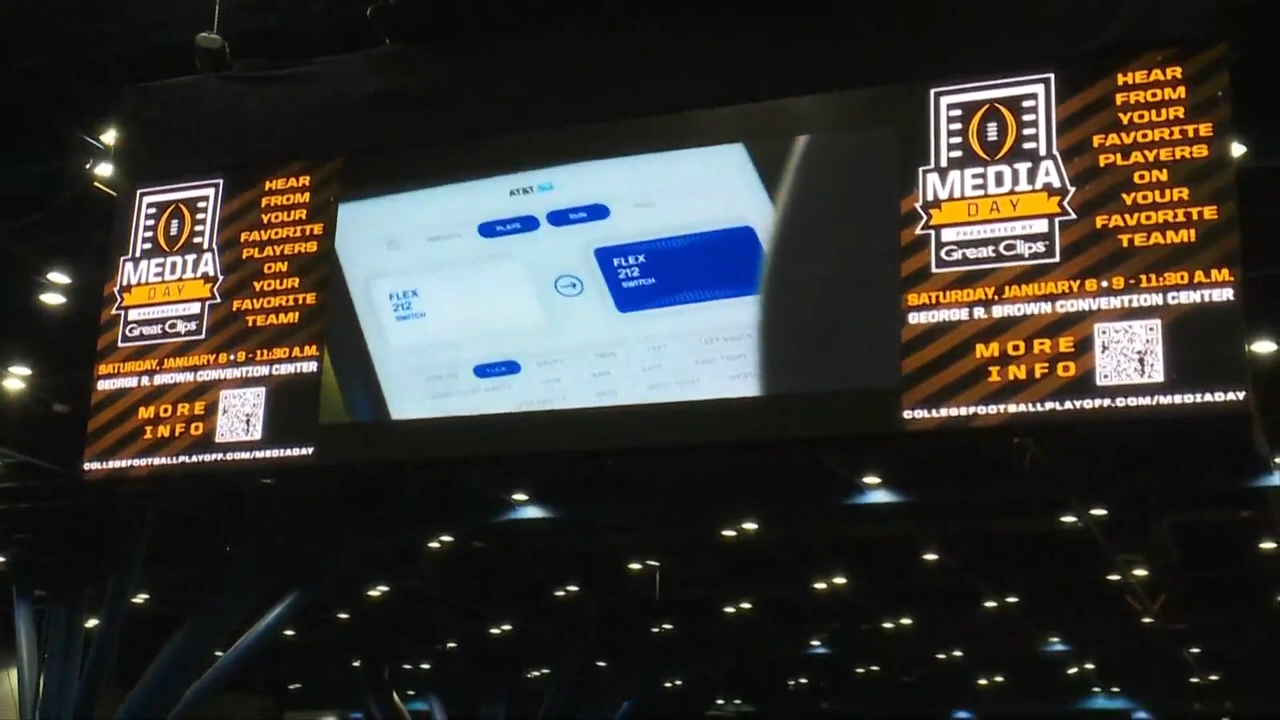 MEDIA
DAY
PRESENTED BY
Great Clips
HEAR
FROM
YOUR
FAVORITE
PLAYERS
ON
YOUR
FAVORITE
TEAM!
SATURDAY, JANUARY 6 • 9 - 11:30 A.M.
GEORGE R. BROWN CONVENTION CENTER
MORE
INFO
COLLEGEFOOTBALLPLAYOFF.COM/MEDIADAY
AT&T 5G
PLAYS
RUN
FLEX
212
SWITCH
FLEX
212
SWITCH
FLEX
MEDIA
DAY
PRESENTED BY
Great Clips
HEAR
FROM
YOUR
FAVORITE
PLAYERS
ON
YOUR
FAVORITE
TEAM!
SATURDAY, JANUARY 6 • 9 - 11:30 A.M.
GEORGE R. BROWN CONVENTION CENTER
MORE
INFO
COLLEGEFOOTBALLPLAYOFF.COM/MEDIADAY